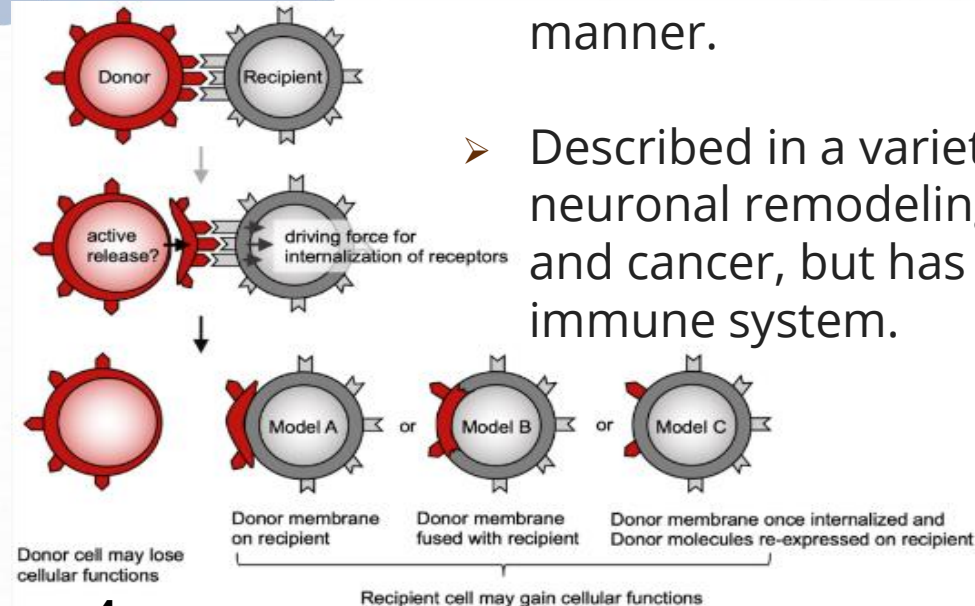 manner.
➢ Described in a variet
neuronal remodeling
and cancer, but has
immune system.
Donor
Recipient
active
release?
driving force for
internalization of receptors
Model A
or
Model B
or
Model C
Donor membrane
on recipient
Donor membrane
fused with recipient
Donor membrane once internalized and
Donor molecules re-expressed on recipient
Donor cell may lose
cellular functions
Recipient cell may gain cellular functions